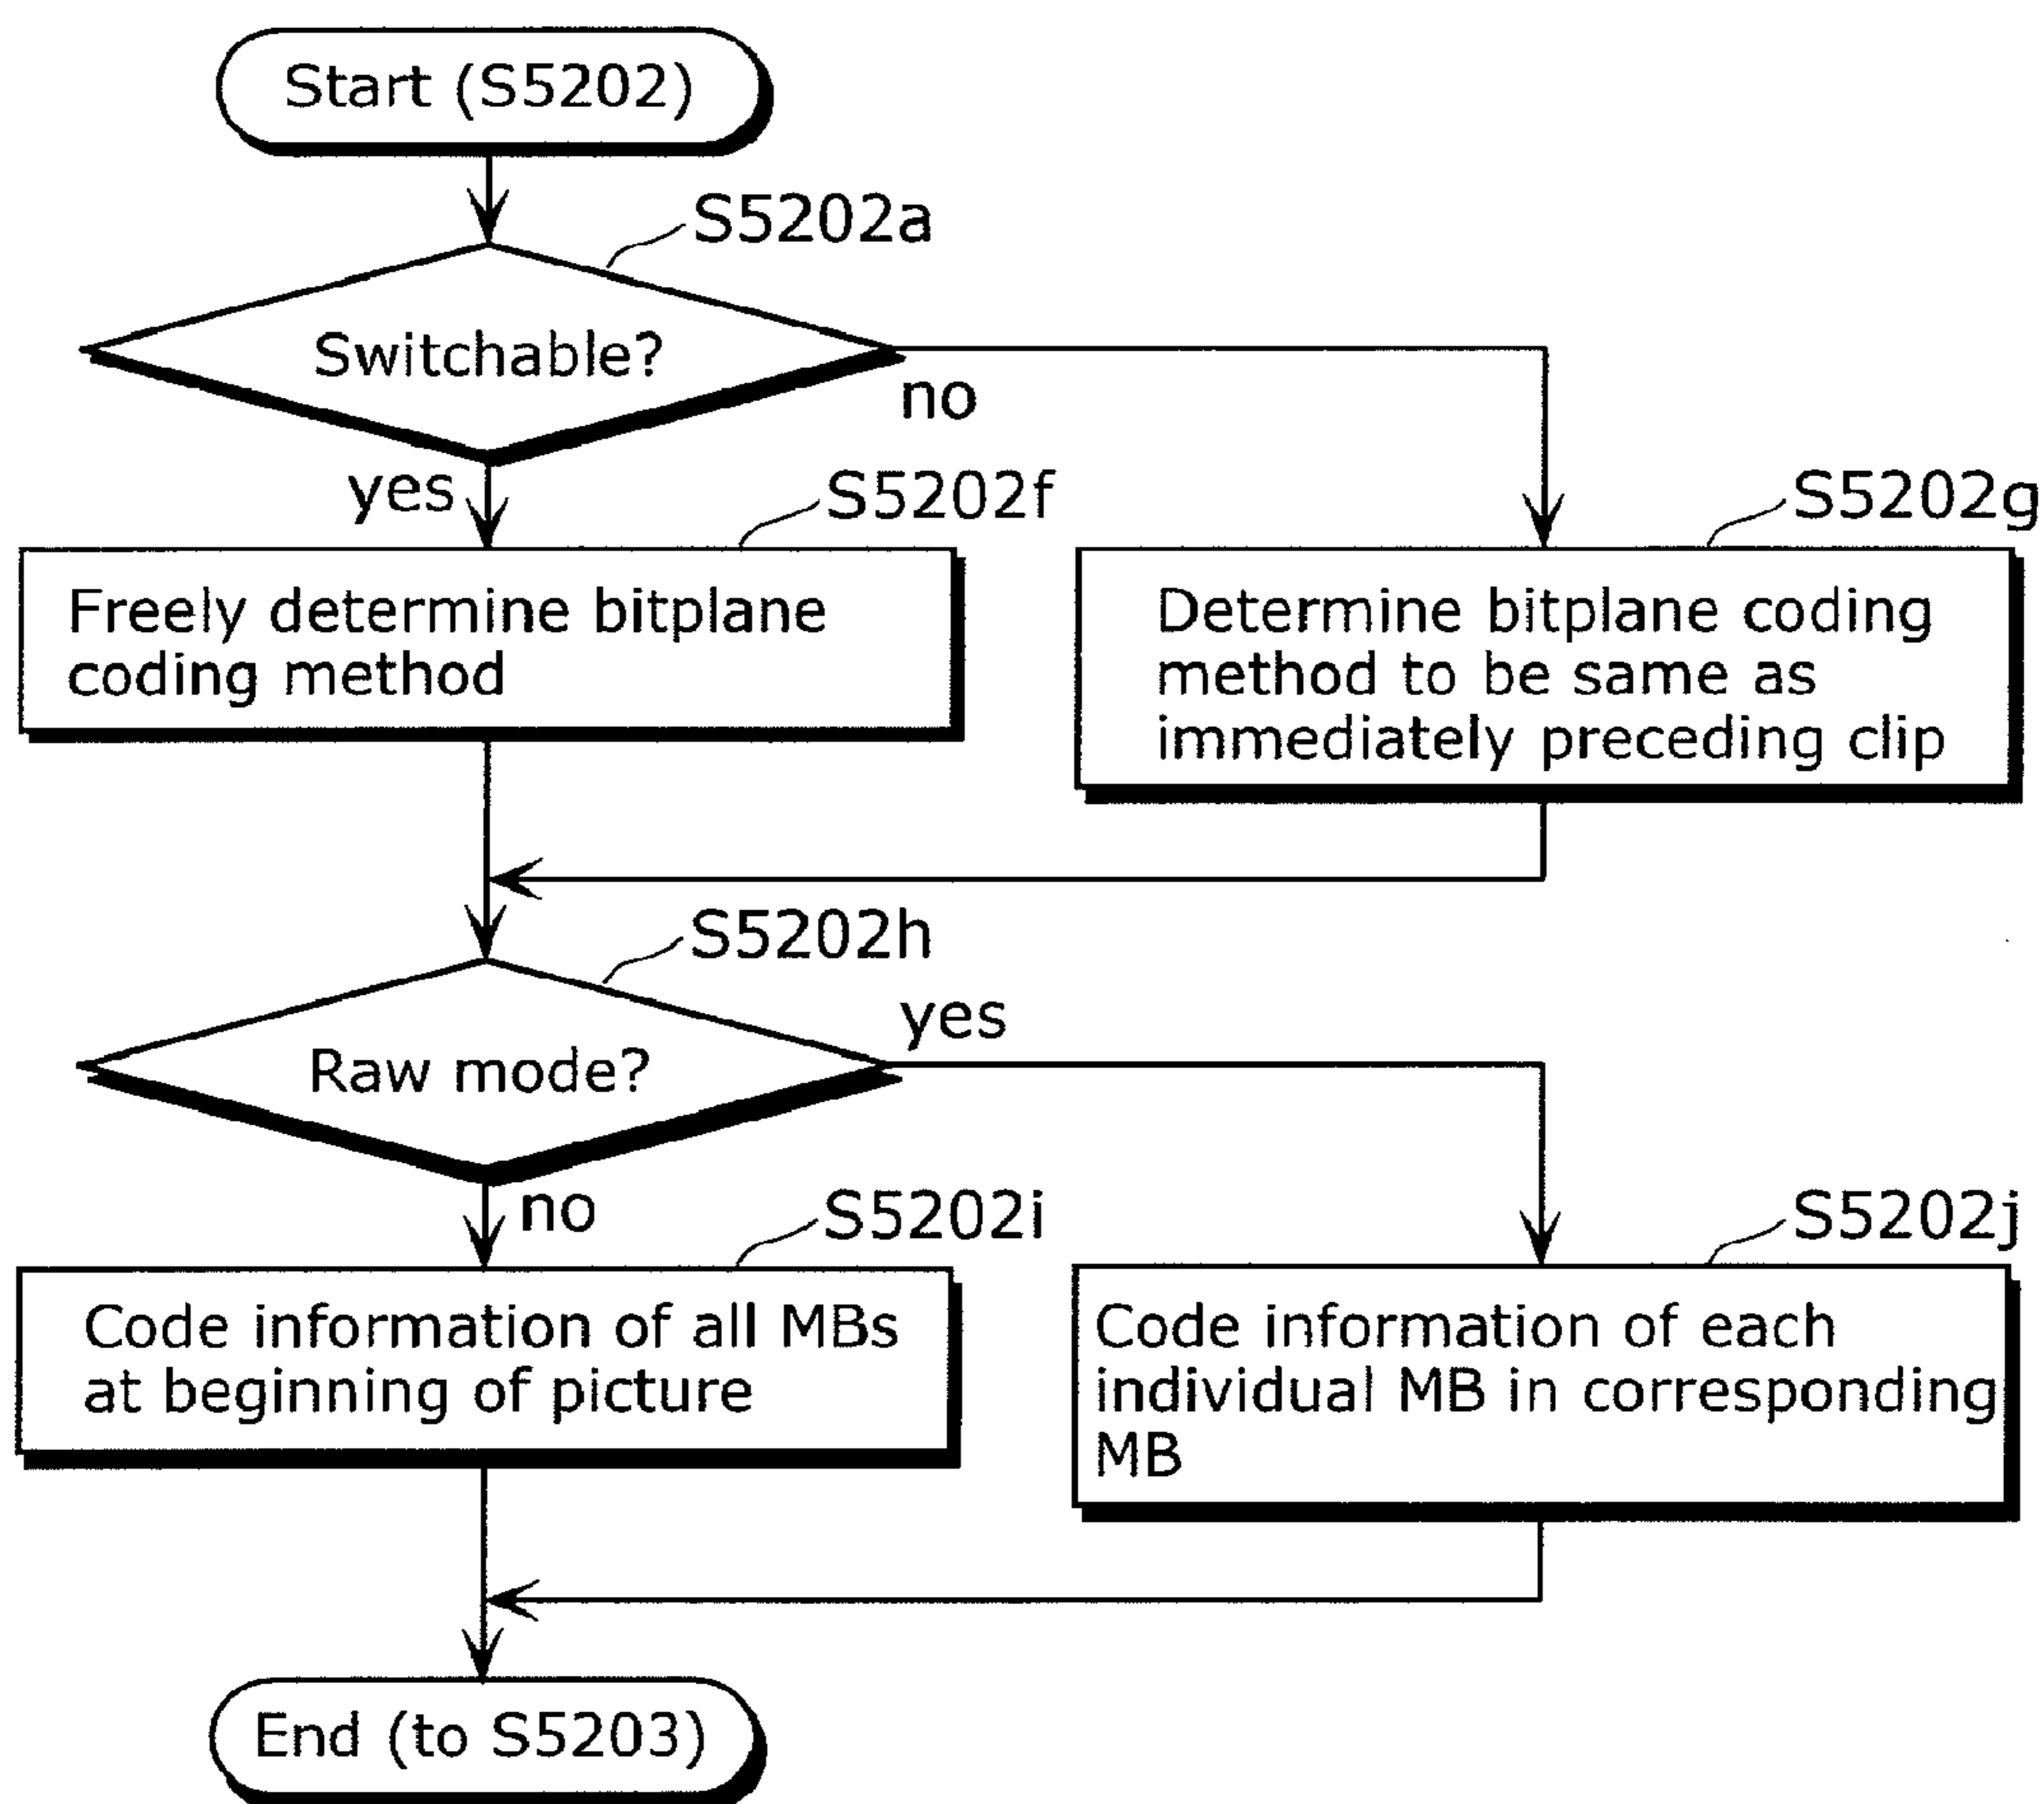 Start (S5202)
S5202a
Switchable?
no
yes
S5202f
S5202g
Freely determine bitplane
coding method
Determine bitplane coding
method to be same as
immediately preceding clip
S5202h
yes
Raw mode?
no
S5202i
S5202j
Code information of all MBs
at beginning of picture
Code information of each
individual MB in corresponding
MB
End (to S5203)